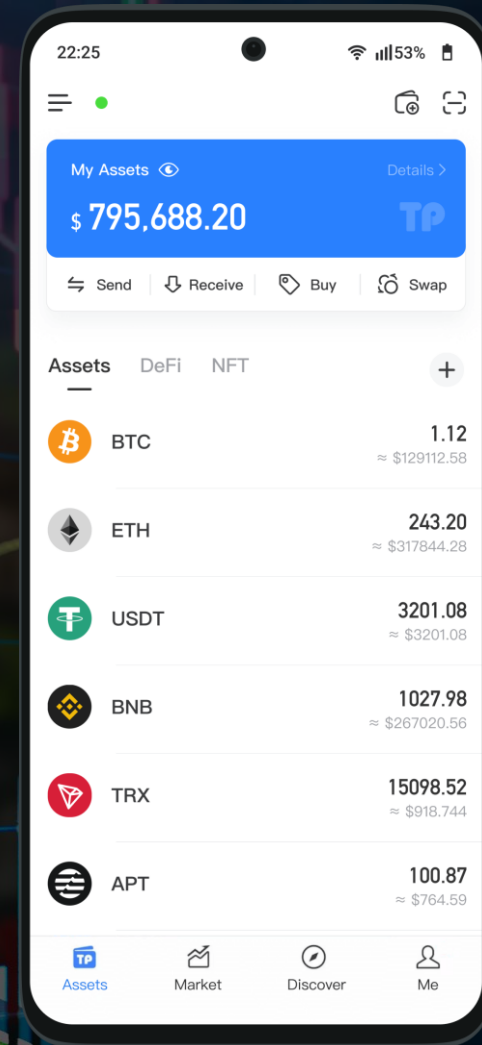 22:25 53%
My Assets Details >
$ 795,688.20 TP
Send Receive Buy Swap
Assets DeFi NFT +
BTC 1.12
≈ $129112.58
ETH 243.20
≈ $317844.28
USDT 3201.08
≈ $3201.08
BNB 1027.98
≈ $267020.56
TRX 15098.52
≈ $918.744
APT 100.87
≈ $764.59
TP
Assets Market Discover Me